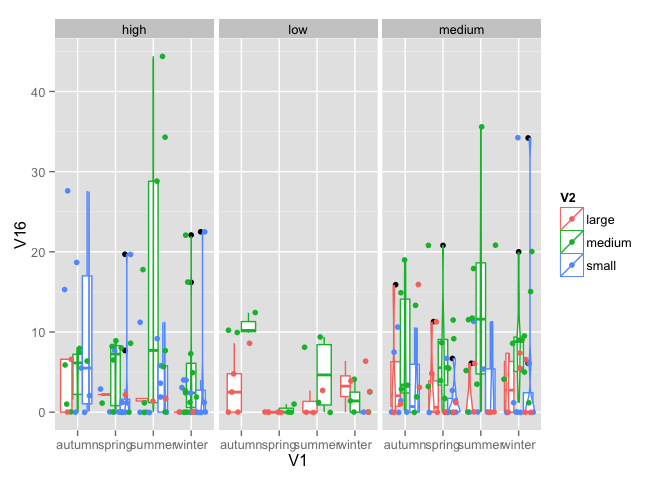 high low medium
40
30
20
10
0
V16
autumn spring summer winter autumn spring summer winter autumn spring summer winter
V1
V2
large
medium
small